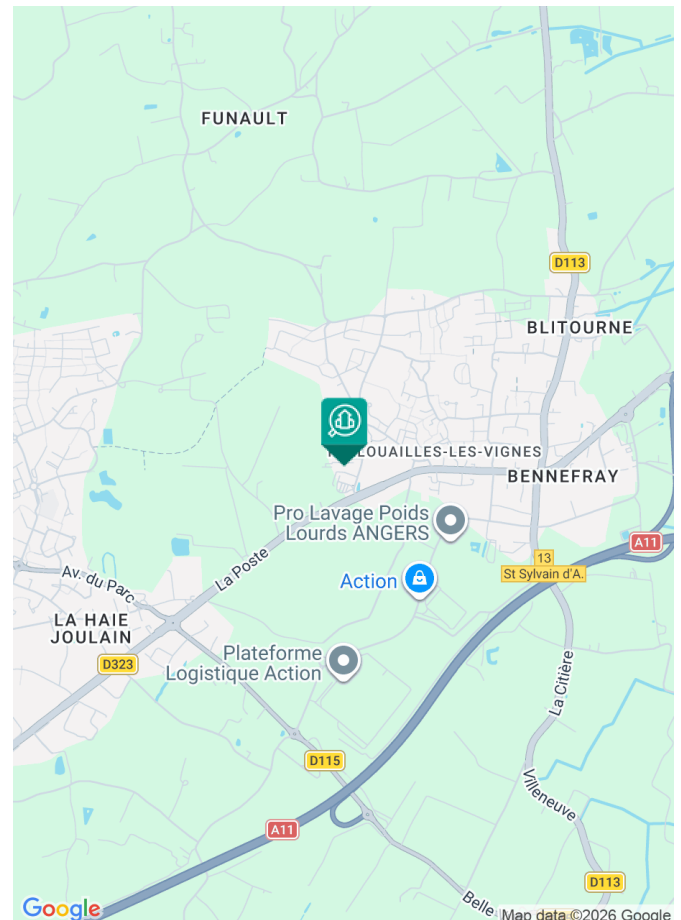 FUNAULT
D113
BLITOURNE
LOUAILLES-LES-VIGNES
BENNEFRAY
Pro Lavage Poids
Lourds ANGERS
A11
13
St Sylvain d'A.
La Poste
Action
Av. du Parc
LA HAIE
JOULAIN
D323
Plateforme
Logistique Action
La Citière
D115
Villeneuve
A11
D113
Belle
Google
Map data ©2026 Google